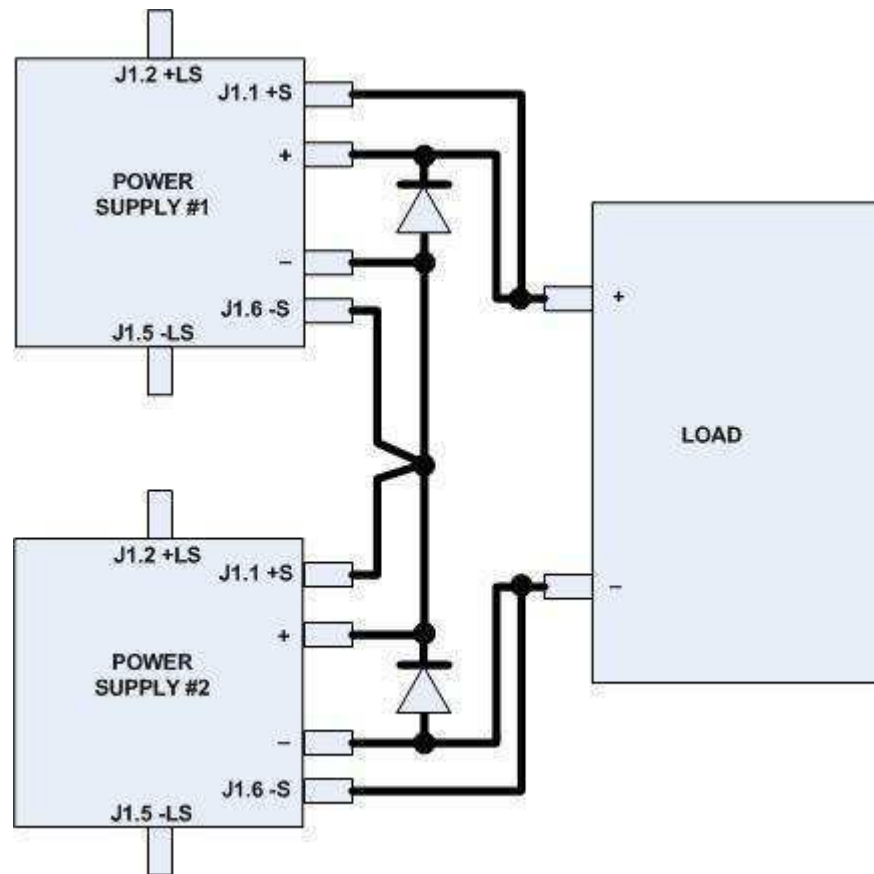 J1.2 +LS
J1.1 +S
+
POWER
SUPPLY #1
–
J1.6 -S
J1.5 -LS
+
LOAD
–
J1.2 +LS
J1.1 +S
+
POWER
SUPPLY #2
–
J1.6 -S
J1.5 -LS